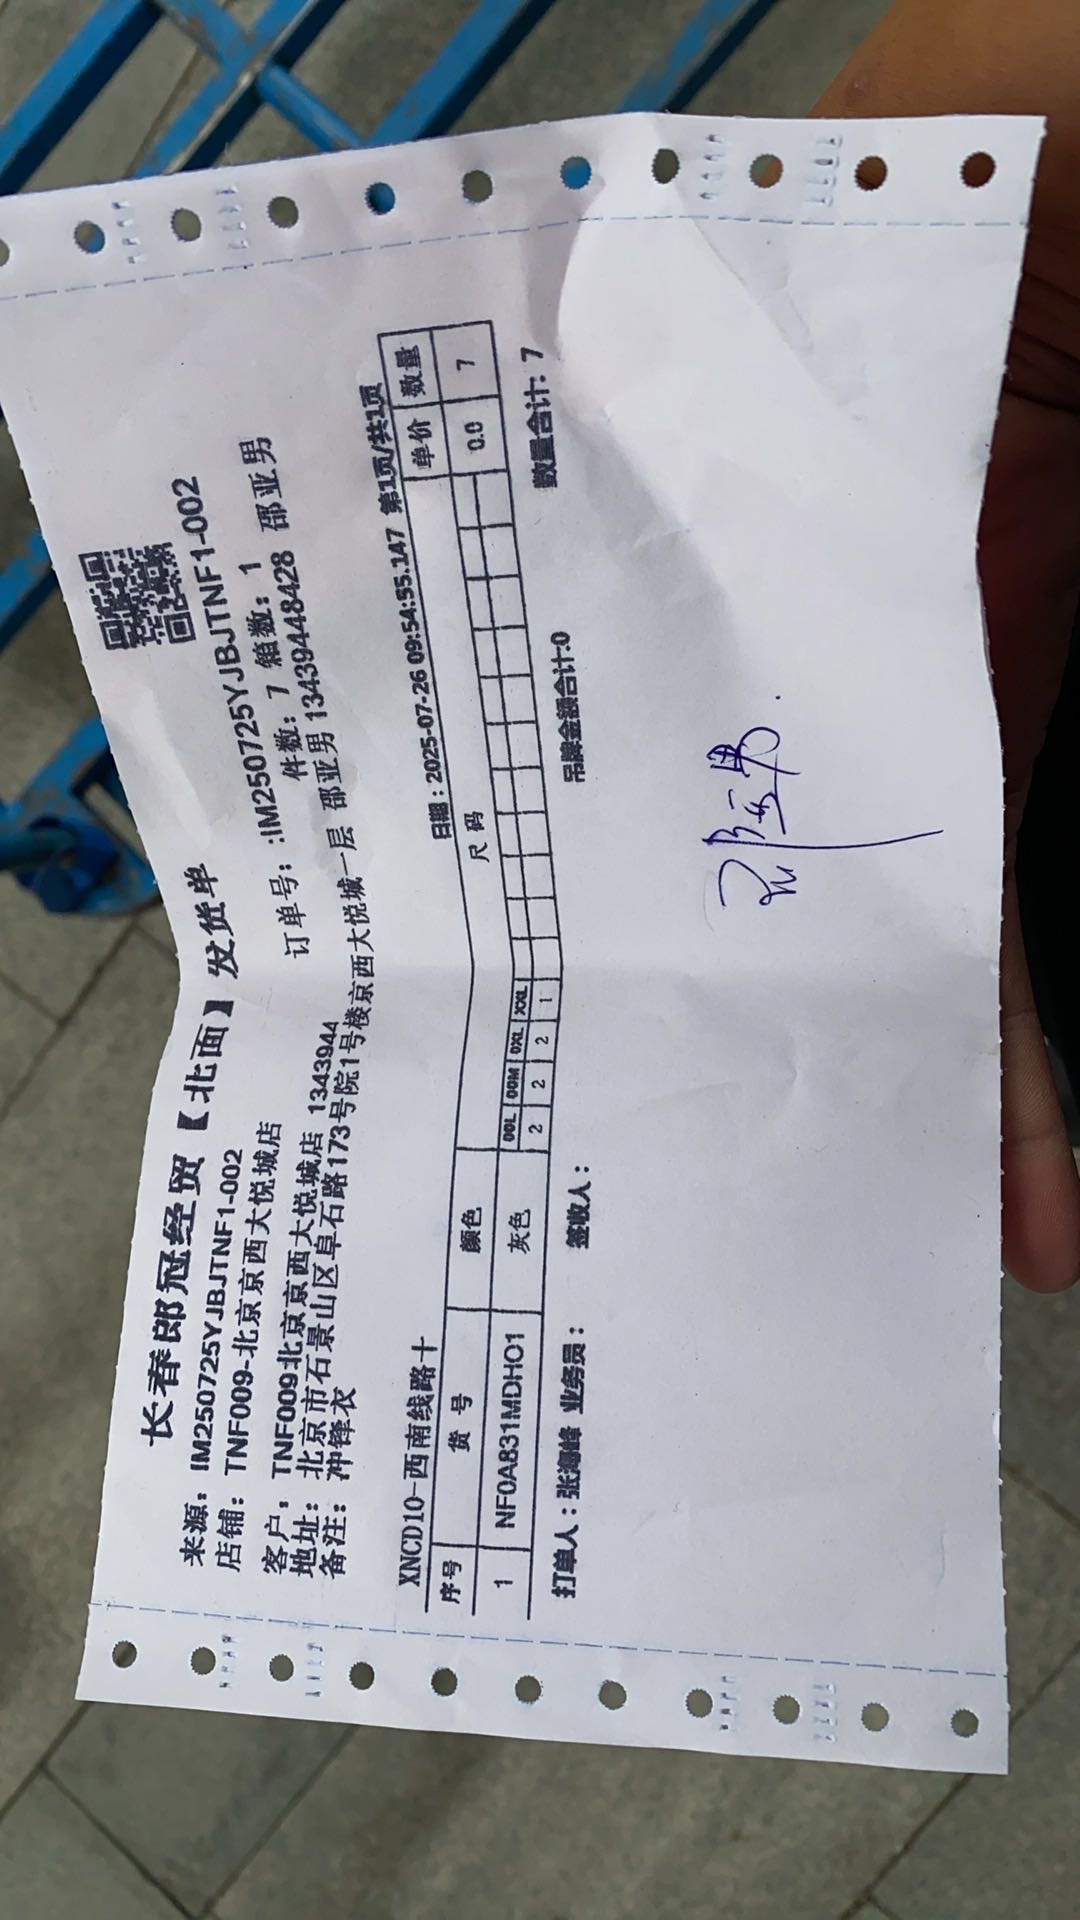 长春郎冠经贸【北面】发货单
来源：IM250725YJBJTNF1-002
IM250725YJBJTNF1-002
店铺：TNF009-北京京西大悦城店
订单号：:IM250725YJBJTNF1-002
件数：7 箱数：1
客户：TNF009北京京西大悦城店 1343944
邵亚男 13439448428 邵亚男
地址：北京市石景山区阜石路173号院1号楼京西大悦城一层
备注：冲锋衣
XNCD10-西南线路十
日期：2025-07-26 09:54:55.147 第1页/共1页
序号 货号 颜色 尺码 单价 数量
00L 00M 0XL XXL
1 NF0A831MDHO1 灰色 2 2 2 1 0.0 7
打单人：张海峰 业务员： 签收人： 吊牌金额合计:0 数量合计: 7
邵亚男